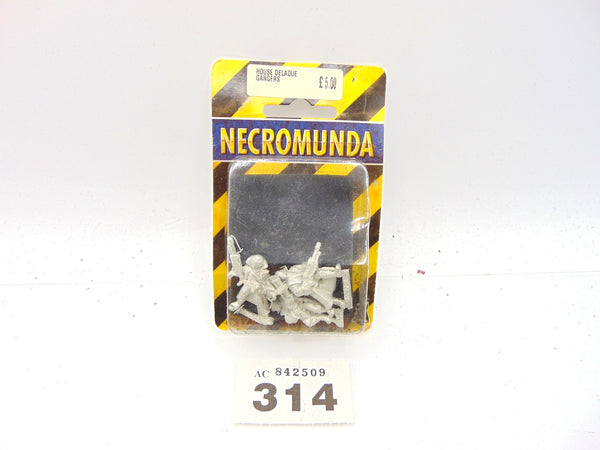 HOUSE DELAQUE
GANGERS
£5.00
NECROMUNDA
AC 842509
314